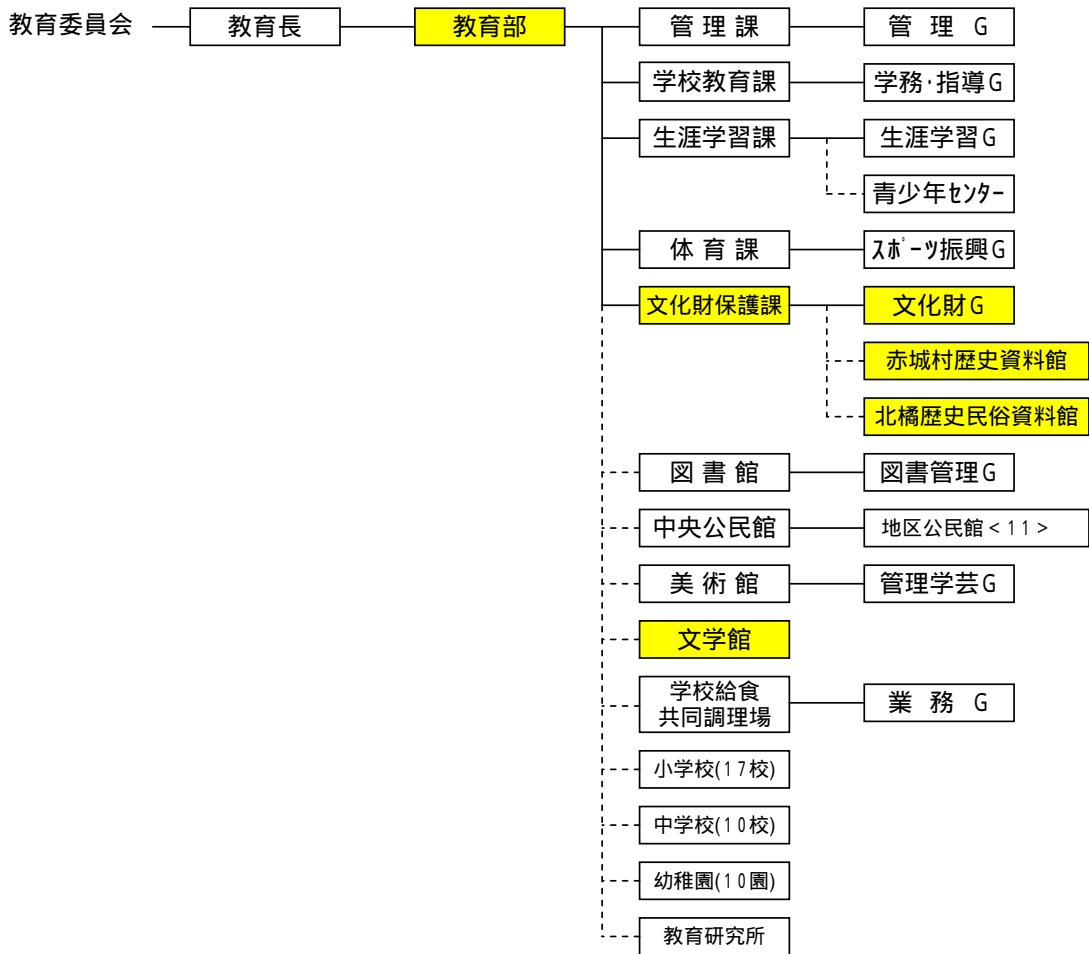 教育委員会 教育長 教育部 管理課 管理G
学校教育課 学務・指導G
生涯学習課 生涯学習G
青少年ｾﾝﾀｰ
体育課 ｽﾎﾟｰﾂ振興G
文化財保護課 文化財G
赤城村歴史資料館
北橘歴史民俗資料館
図書館 図書管理G
中央公民館 地区公民館<11>
美術館 管理学芸G
文学館
学校給食
共同調理場 業務G
小学校(17校)
中学校(10校)
幼稚園(10園)
教育研究所